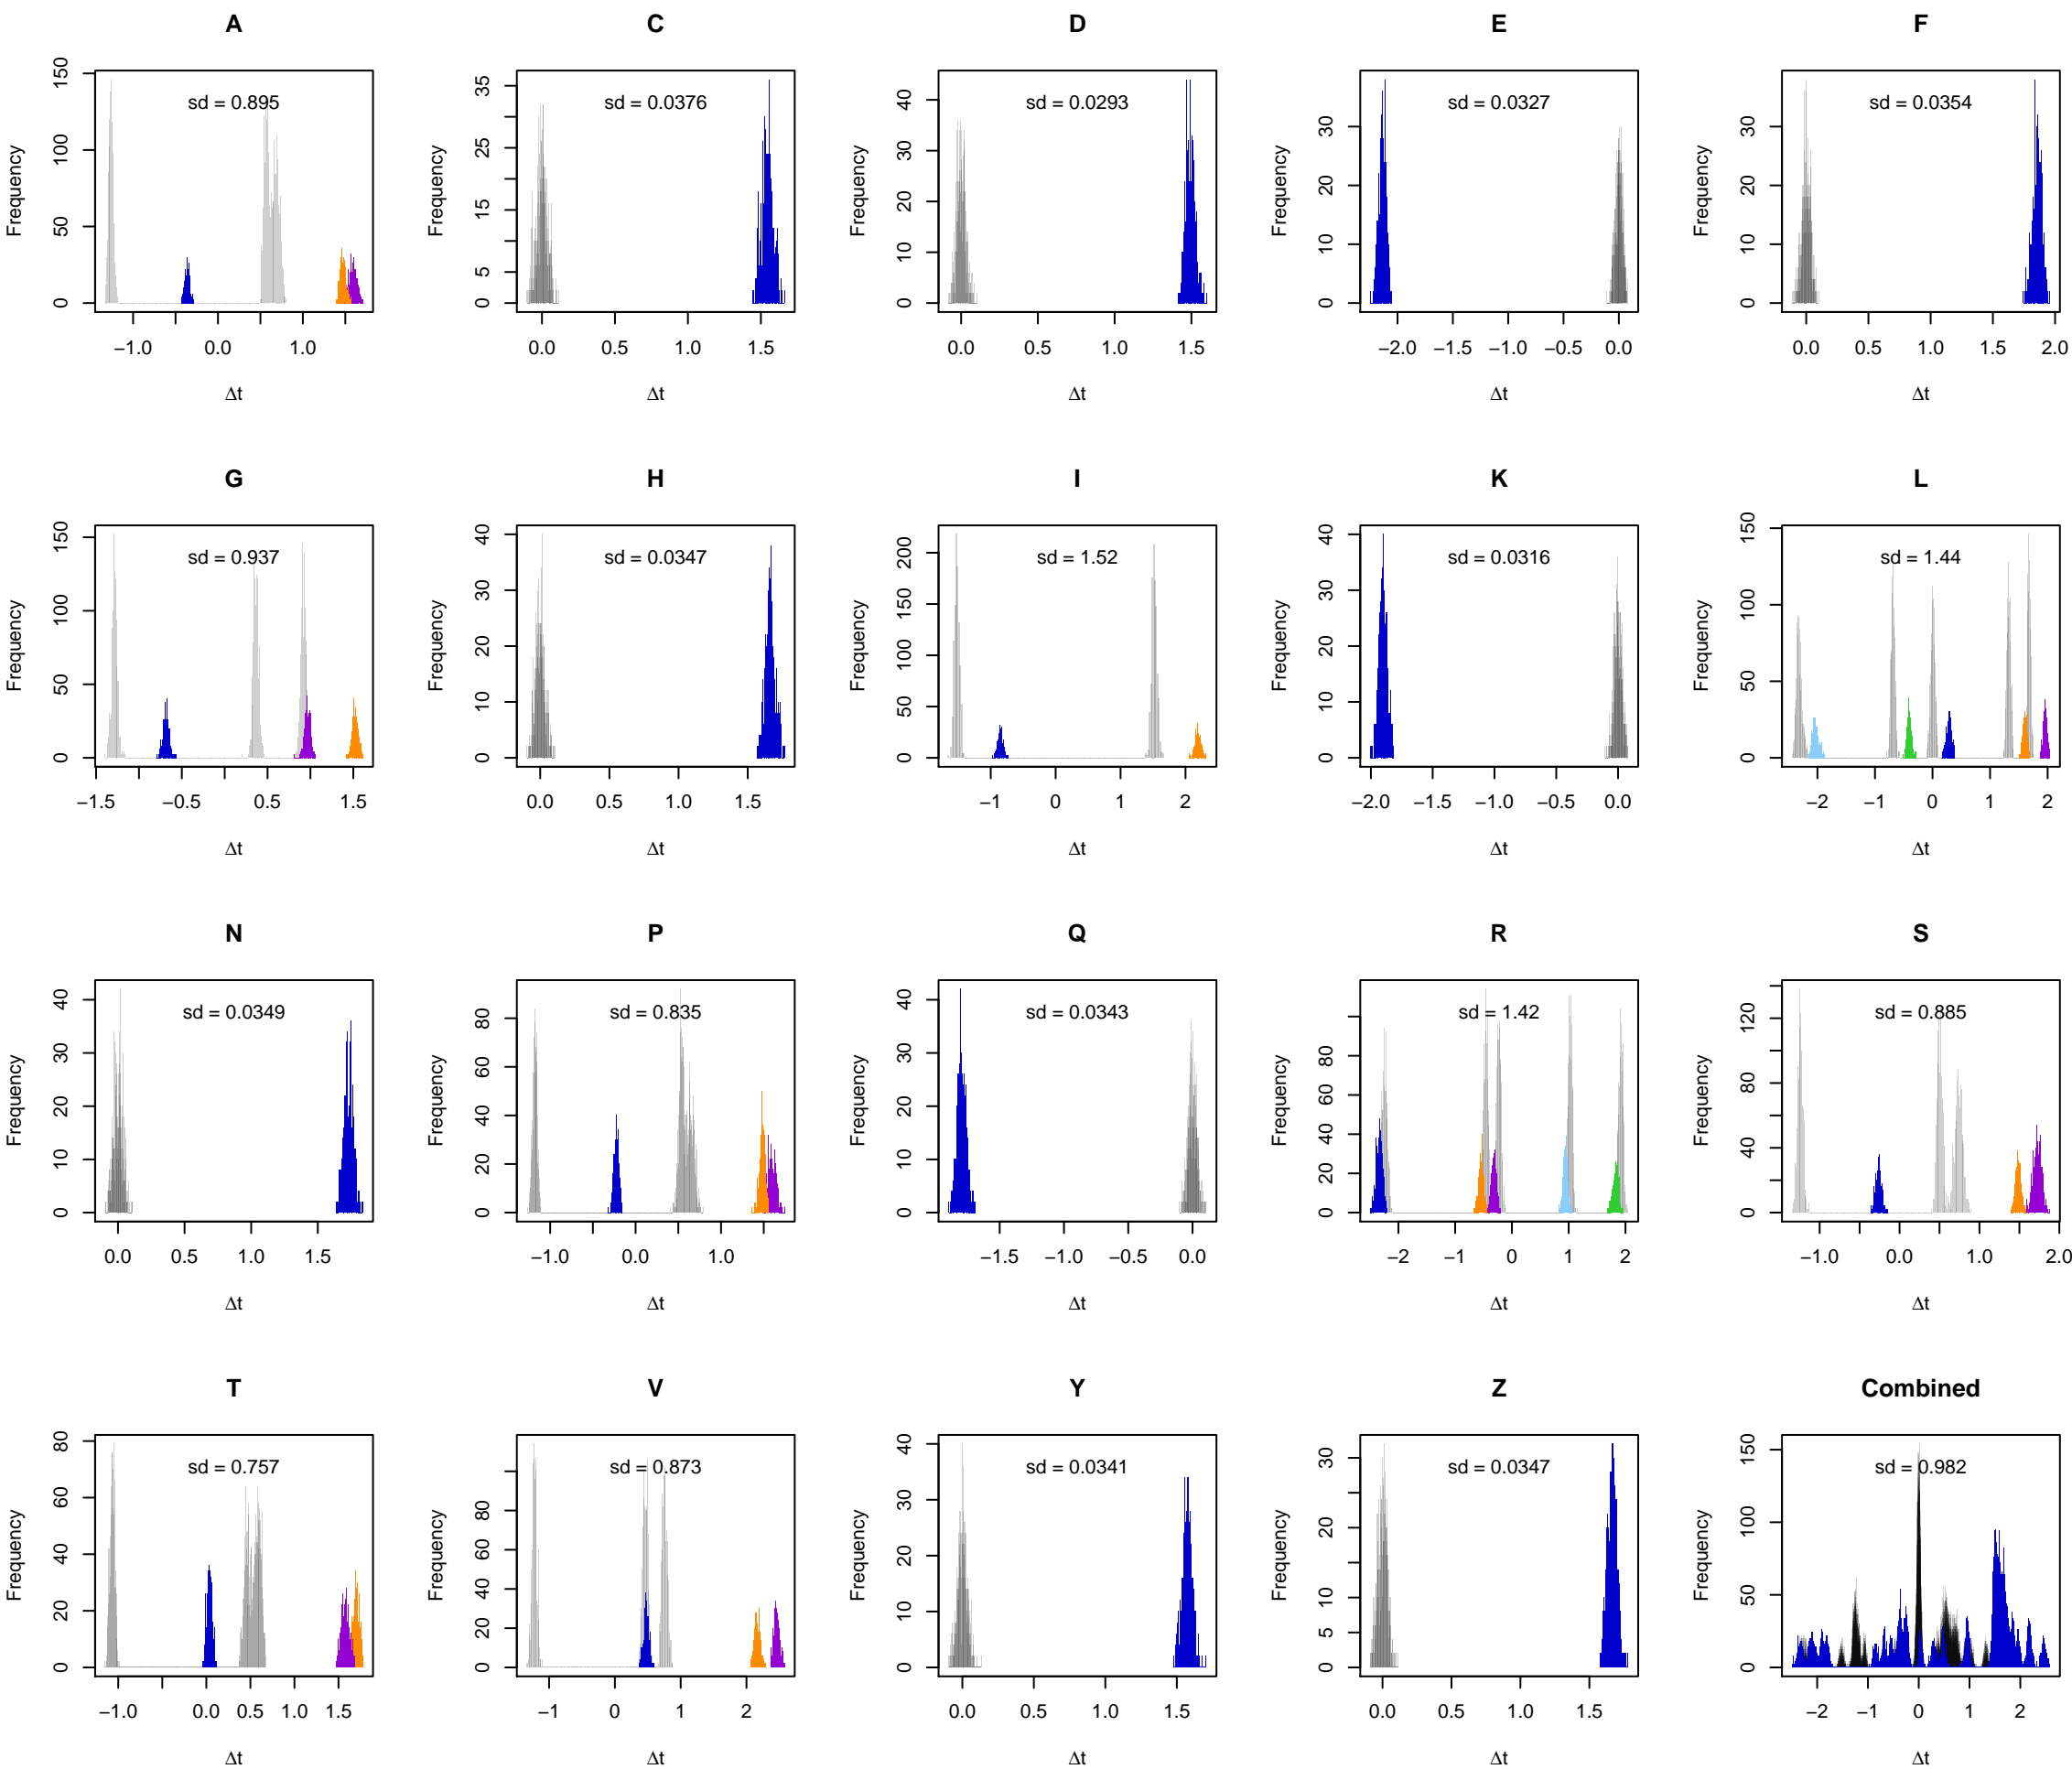 A
sd = 0.895
Frequency
0 50 100 150
−1.0 0.0 1.0
Δt
C
sd = 0.0376
Frequency
0 5 15 25 35
0.0 0.5 1.0 1.5
Δt
D
sd = 0.0293
Frequency
0 10 20 30 40
0.0 0.5 1.0 1.5
Δt
E
sd = 0.0327
Frequency
0 10 20 30
−2.0 −1.5 −1.0 −0.5 0.0
Δt
F
sd = 0.0354
Frequency
0 10 20 30
0.0 0.5 1.0 1.5 2.0
Δt
G
sd = 0.937
Frequency
0 50 100 150
−1.5 −0.5 0.5 1.5
Δt
H
sd = 0.0347
Frequency
0 10 20 30 40
0.0 0.5 1.0 1.5
Δt
I
sd = 1.52
Frequency
0 50 100 150 200
−1 0 1 2
Δt
K
sd = 0.0316
Frequency
0 10 20 30 40
−2.0 −1.5 −1.0 −0.5 0.0
Δt
L
sd = 1.44
Frequency
0 50 100 150
−2 −1 0 1 2
Δt
N
sd = 0.0349
Frequency
0 10 20 30 40
0.0 0.5 1.0 1.5
Δt
P
sd = 0.835
Frequency
0 20 40 60 80
−1.0 0.0 1.0
Δt
Q
sd = 0.0343
Frequency
0 10 20 30 40
−1.5 −1.0 −0.5 0.0
Δt
R
sd = 1.42
Frequency
0 20 40 60 80
−2 −1 0 1 2
Δt
S
sd = 0.885
Frequency
0 40 80 120
−1.0 0.0 1.0 2.0
Δt
T
sd = 0.757
Frequency
0 20 40 60 80
−1.0 0.0 0.5 1.0 1.5
Δt
V
sd = 0.873
Frequency
0 20 40 60 80
−1 0 1 2
Δt
Y
sd = 0.0341
Frequency
0 10 20 30 40
0.0 0.5 1.0 1.5
Δt
Z
sd = 0.0347
Frequency
0 5 10 20 30
0.0 0.5 1.0 1.5
Δt
Combined
sd = 0.982
Frequency
0 50 100 150
−2 −1 0 1 2
Δt